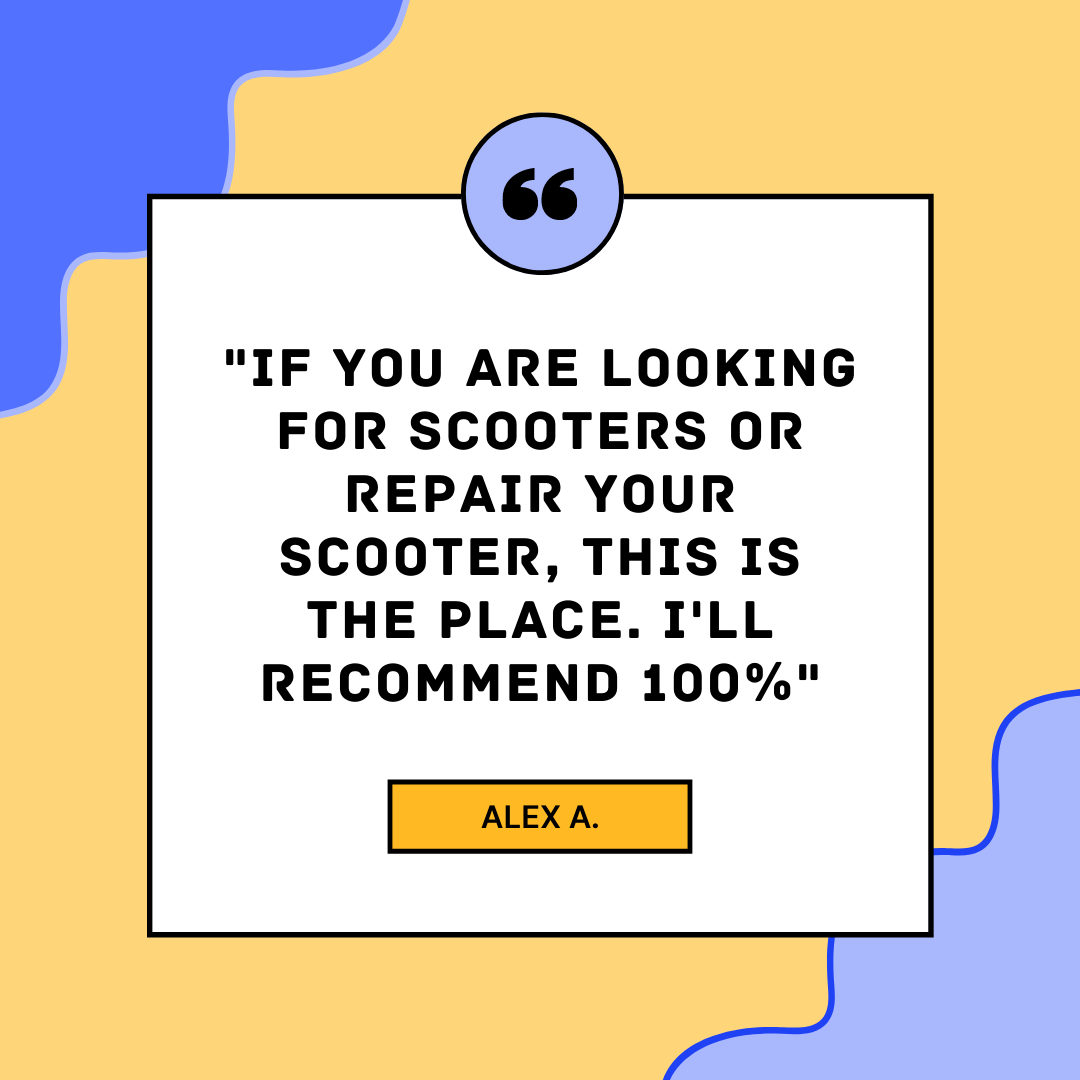 ❝
"IF YOU ARE LOOKING
FOR SCOOTERS OR
REPAIR YOUR
SCOOTER, THIS IS
THE PLACE. I'LL
RECOMMEND 100%"
ALEX A.